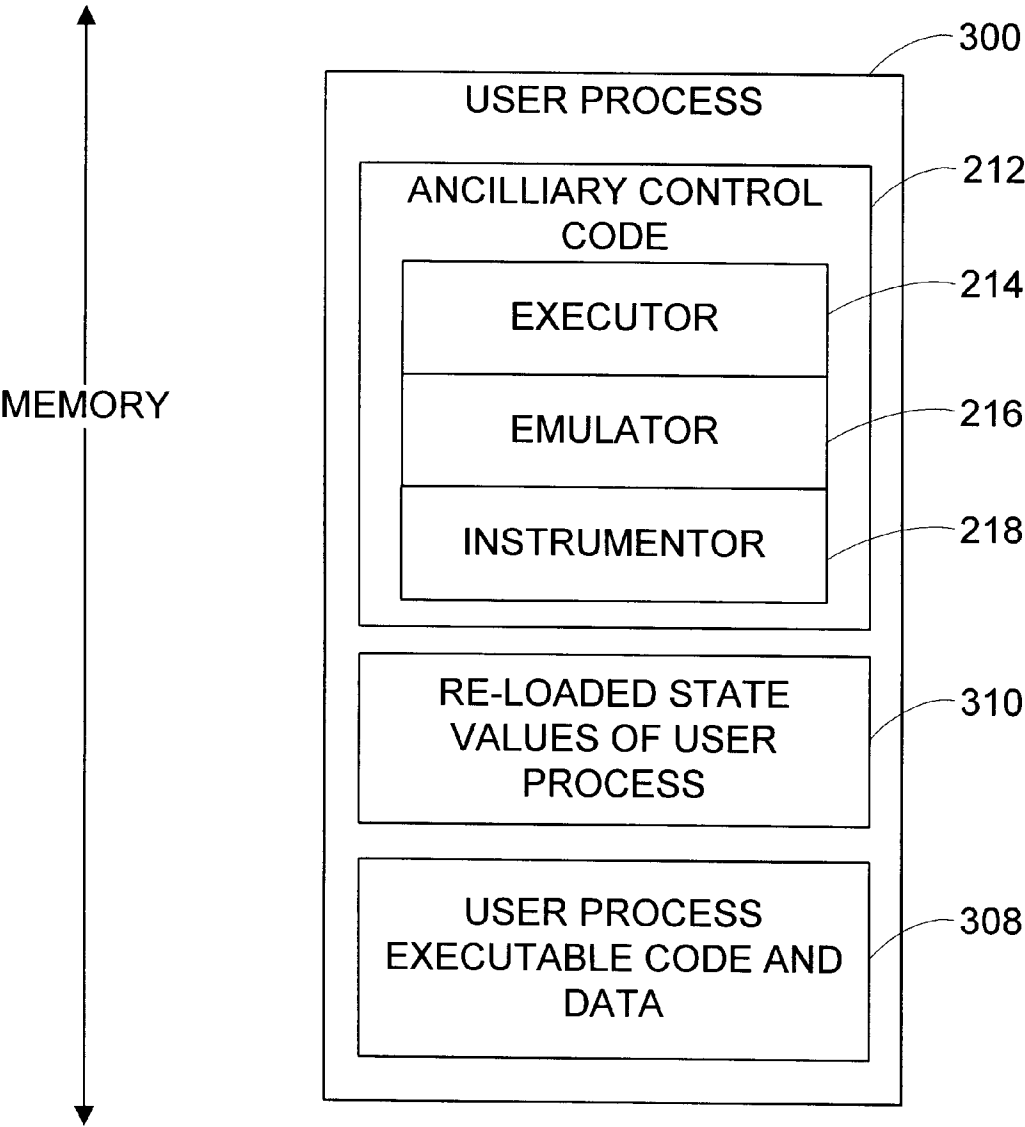 300
USER PROCESS
212
ANCILLIARY CONTROL
CODE
214
EXECUTOR
MEMORY
216
EMULATOR
218
INSTRUMENTOR
RE-LOADED STATE
VALUES OF USER
PROCESS
310
USER PROCESS
EXECUTABLE CODE AND
DATA
308